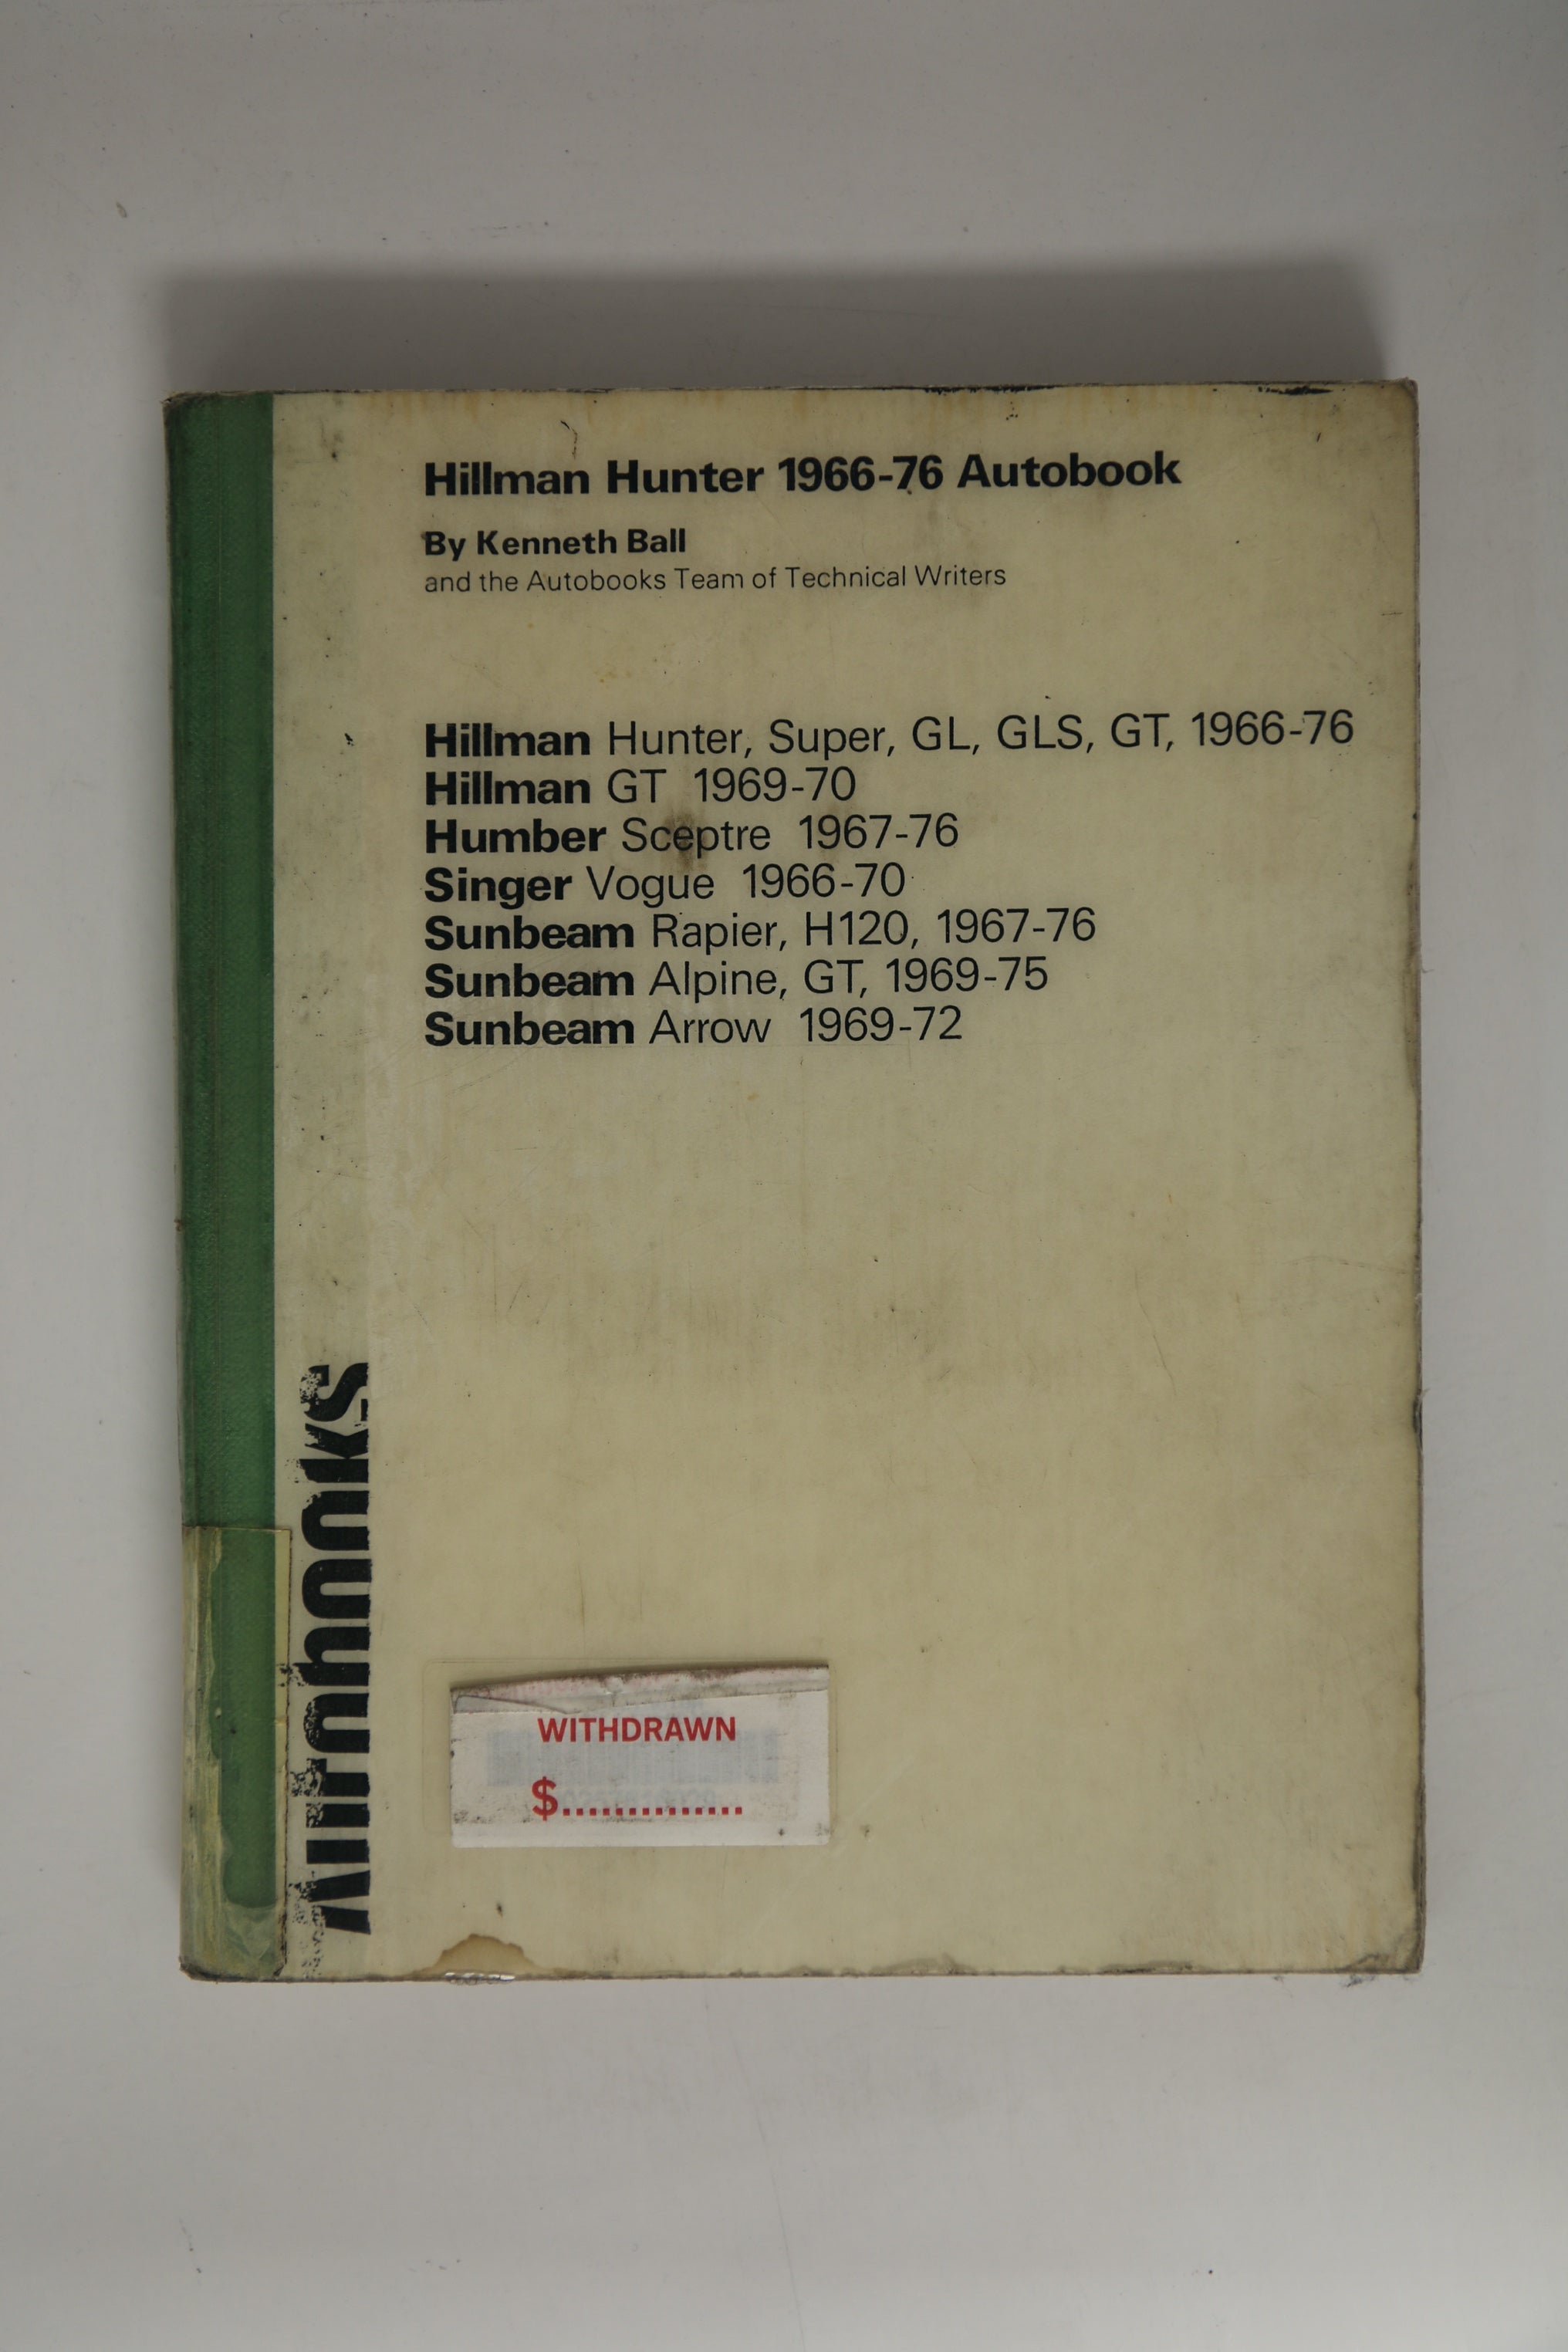 Hillman Hunter 1966-76 Autobook
By Kenneth Ball
and the Autobooks Team of Technical Writers
Hillman Hunter, Super, GL, GLS, GT, 1966-76
Hillman GT 1969-70
Humber Sceptre 1967-76
Singer Vogue 1966-70
Sunbeam Rapier, H120, 1967-76
Sunbeam Alpine, GT, 1969-75
Sunbeam Arrow 1969-72
Autobooks
WITHDRAWN
$..............